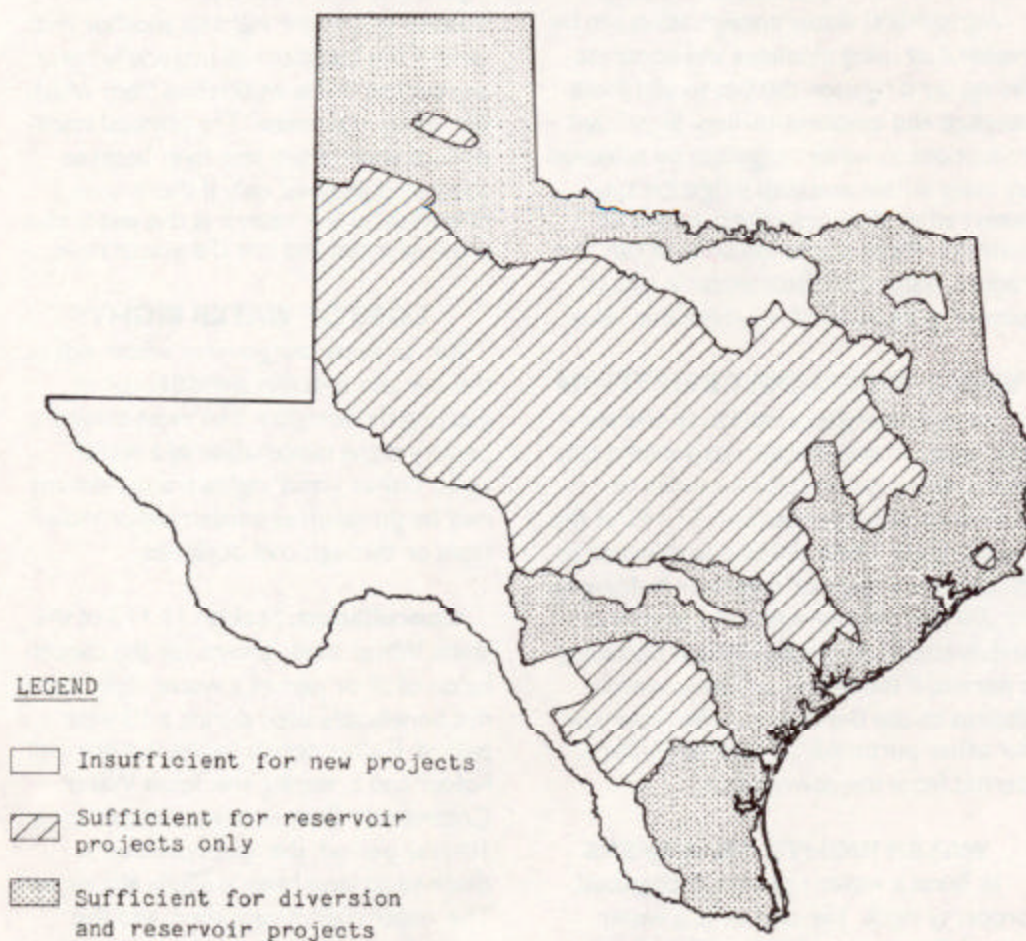 LEGEND
Insufficient for new projects
Sufficient for reservoir
projects only
Sufficient for diversion
and reservoir projects